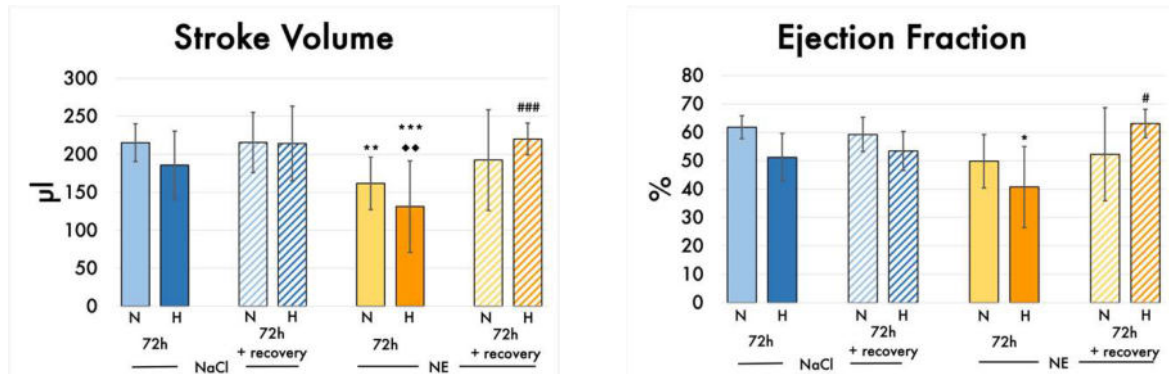 Stroke Volume
300
250
200
150
100
50
0
µl
**
***
◆◆
###
N H N H N H N H
72h 72h + recovery 72h 72h + recovery
NaCl NE
Ejection Fraction
80
70
60
50
40
30
20
10
0
%
*
#
N H N H N H N H
72h 72h + recovery 72h 72h + recovery
NaCl NE